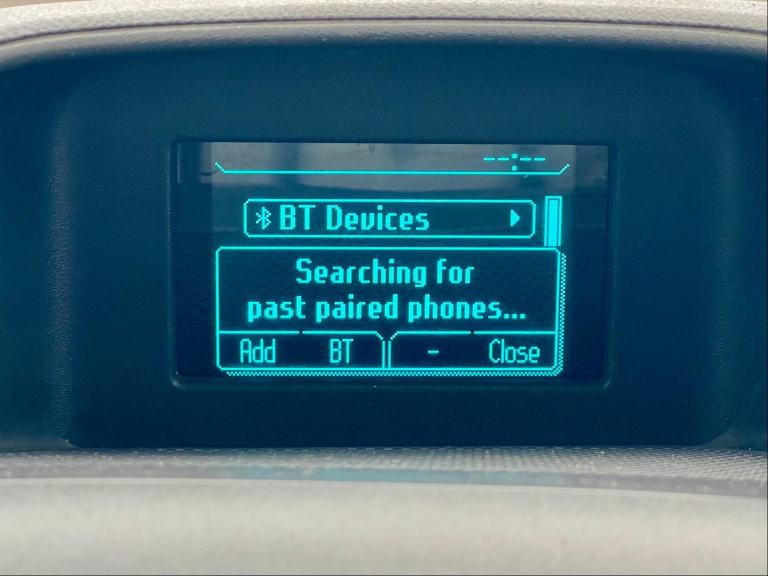 --:--
BT Devices
Searching for
past paired phones...
Add BT - Close